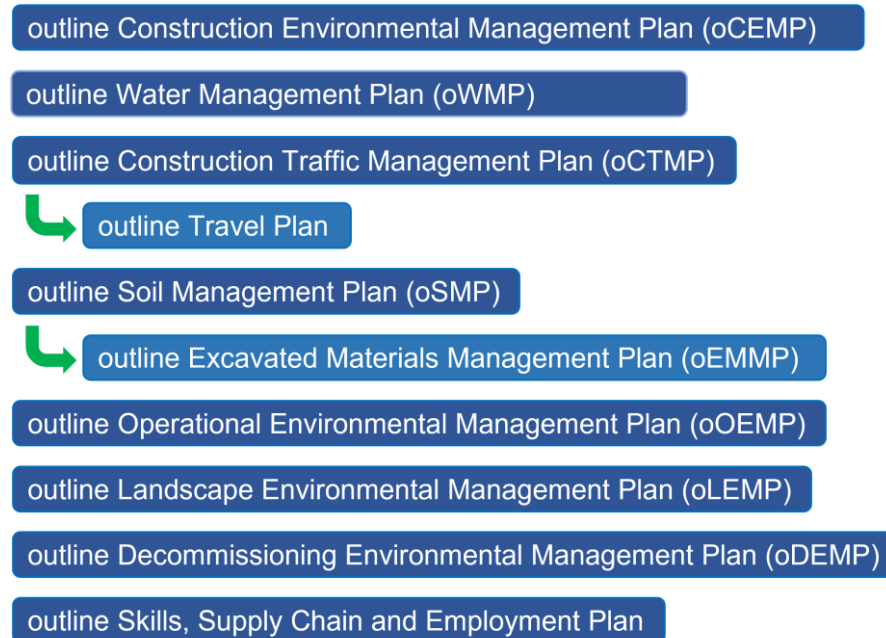 outline Construction Environmental Management Plan (oCEMP)
outline Water Management Plan (oWMP)
outline Construction Traffic Management Plan (oCTMP)
outline Travel Plan
outline Soil Management Plan (oSMP)
outline Excavated Materials Management Plan (oEMMP)
outline Operational Environmental Management Plan (oOEMP)
outline Landscape Environmental Management Plan (oLEMP)
outline Decommissioning Environmental Management Plan (oDEMP)
outline Skills, Supply Chain and Employment Plan